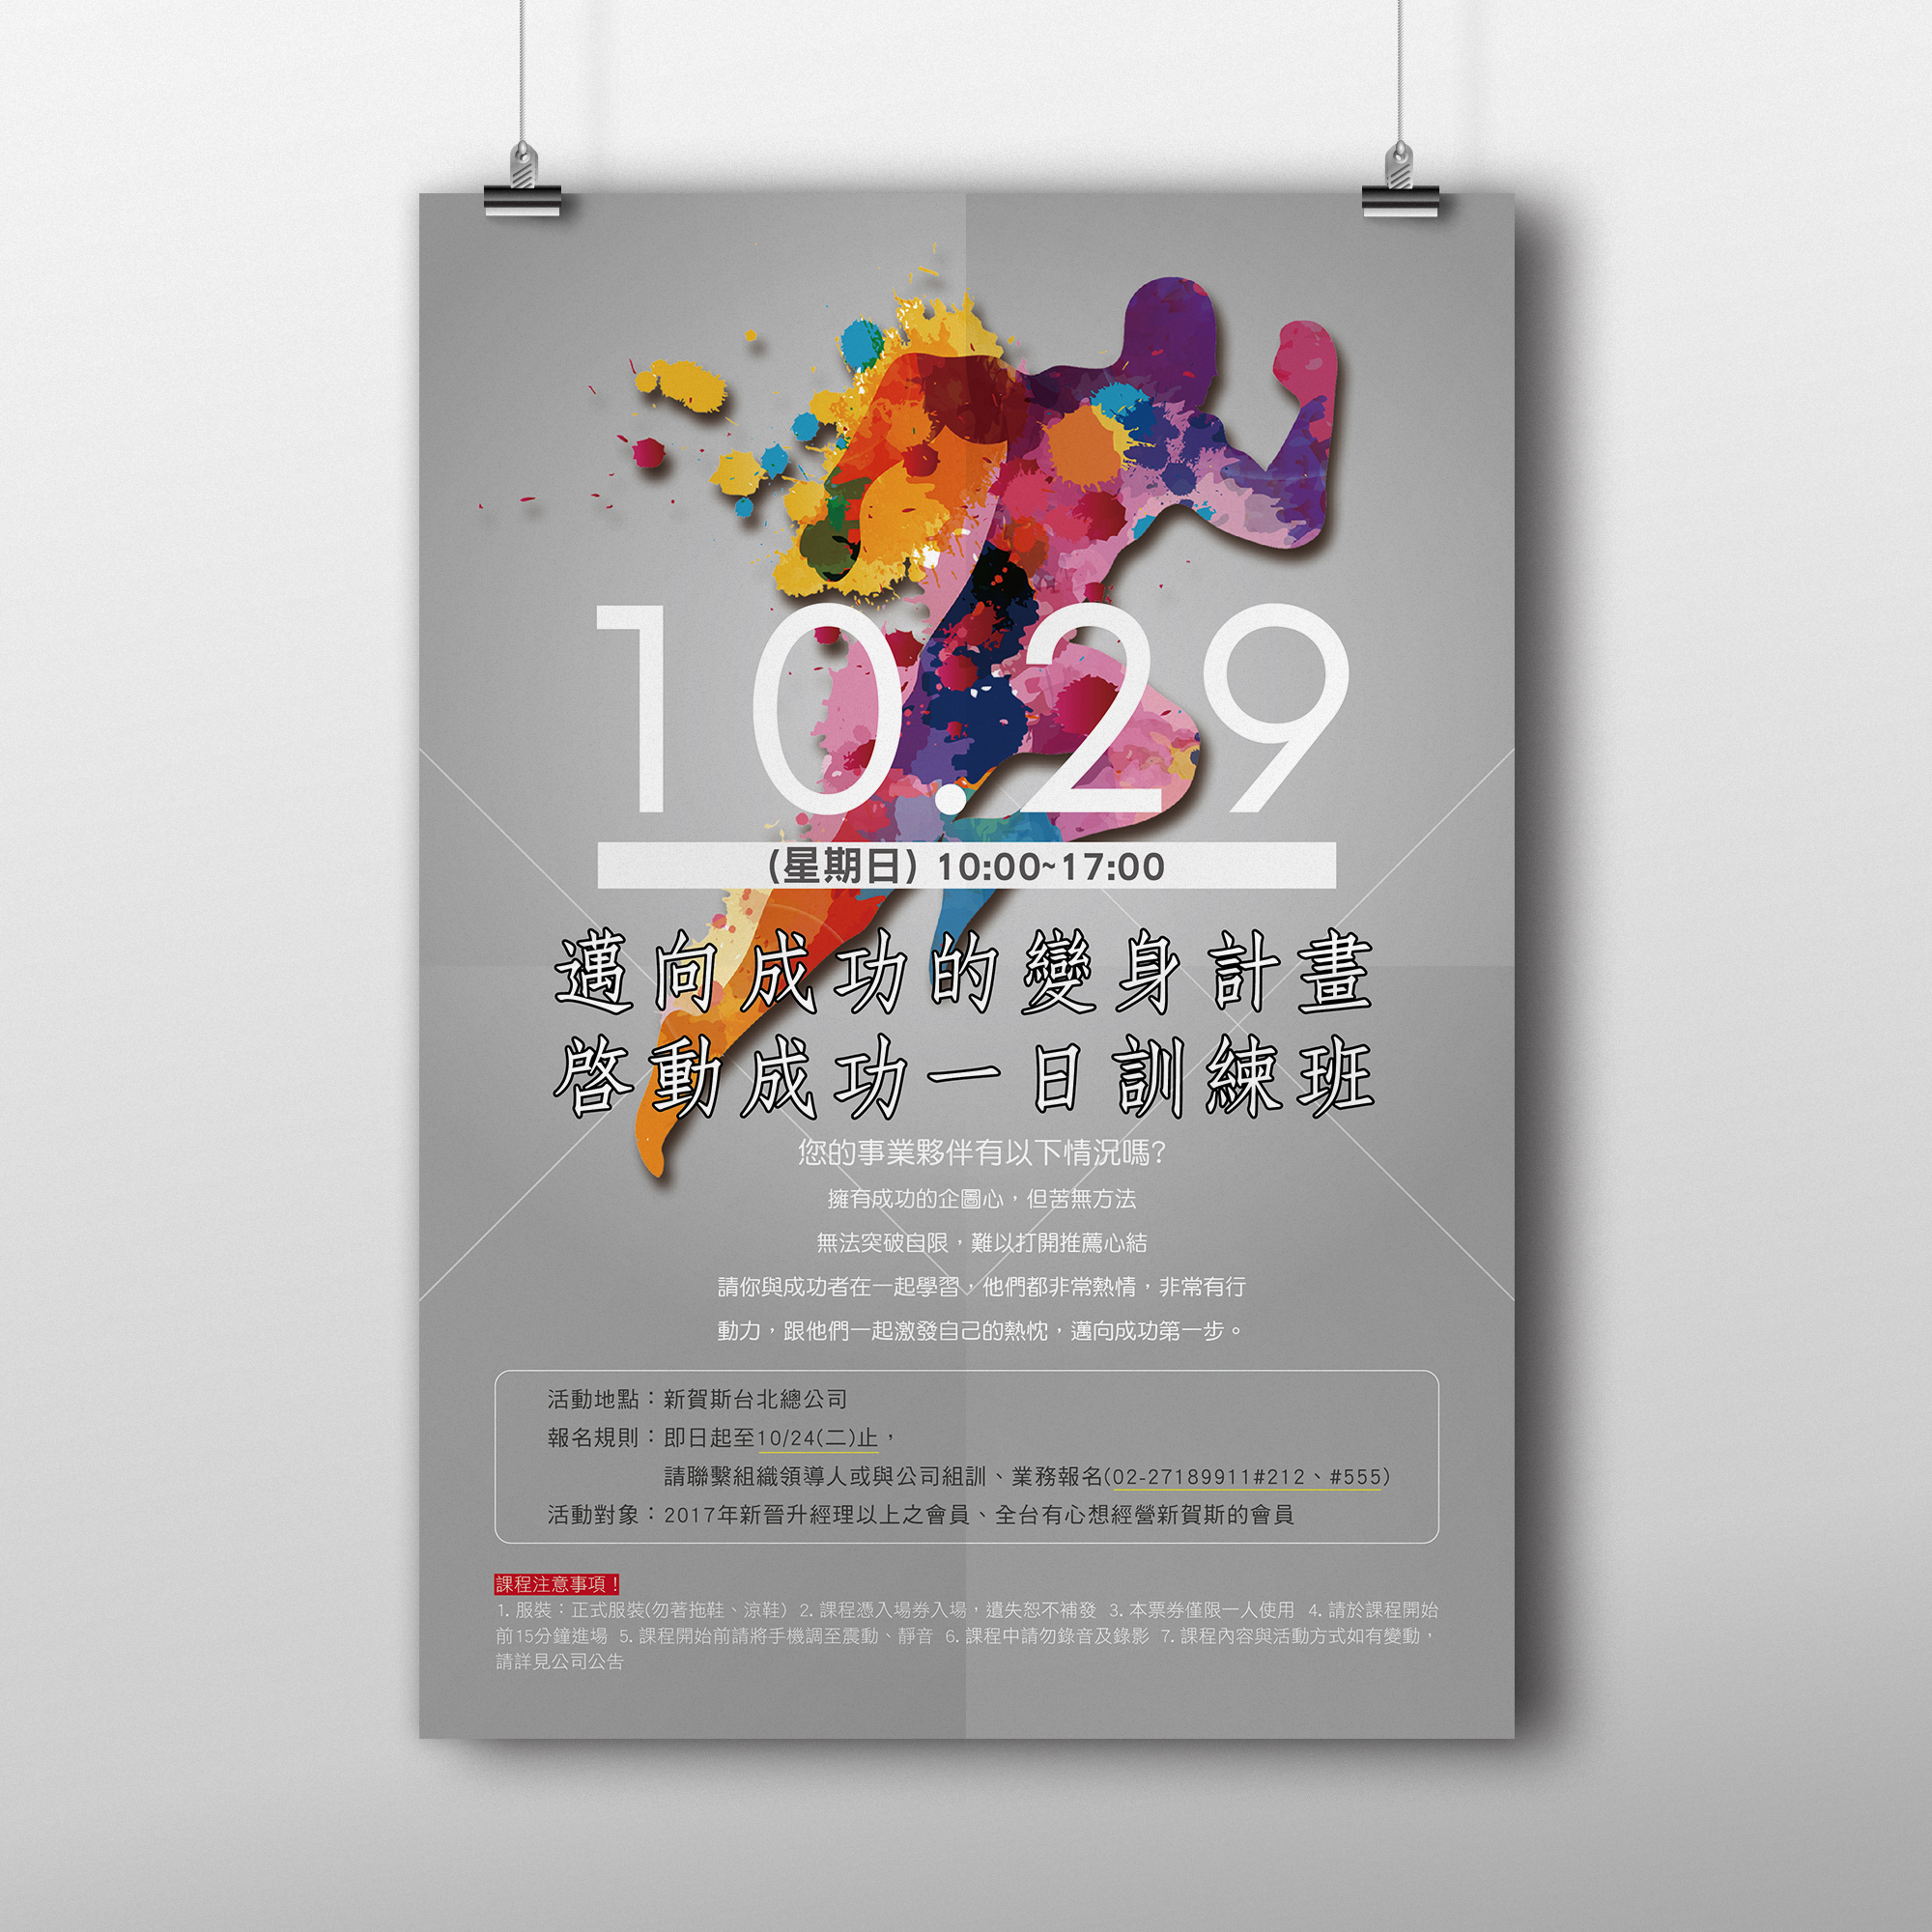 10.29
(星期日) 10:00~17:00
邁向成功的變身計畫
啓動成功一日訓練班
您的事業夥伴有以下情況嗎?
擁有成功的企圖心，但苦無方法
無法突破自限，難以打開推薦心結
請你與成功者在一起學習，他們都非常熱情，非常有行
動力，跟他們一起激發自己的熱忱，邁向成功第一步。
活動地點：新賀斯台北總公司
報名規則：即日起至10/24(二)止，
請聯繫組織領導人或與公司組訓、業務報名(02-27189911#212、#555)
活動對象：2017年新晉升經理以上之會員、全台有心想經營新賀斯的會員
課程注意事項！
1. 服裝：正式服裝(勿著拖鞋、涼鞋) 2. 課程憑入場券入場，遺失恕不補發 3. 本票券僅限一人使用 4. 請於課程開始
前15分鐘進場 5. 課程開始前請將手機調至震動、靜音 6. 課程中請勿錄音及錄影 7. 課程內容與活動方式如有變動，
請詳見公司公告